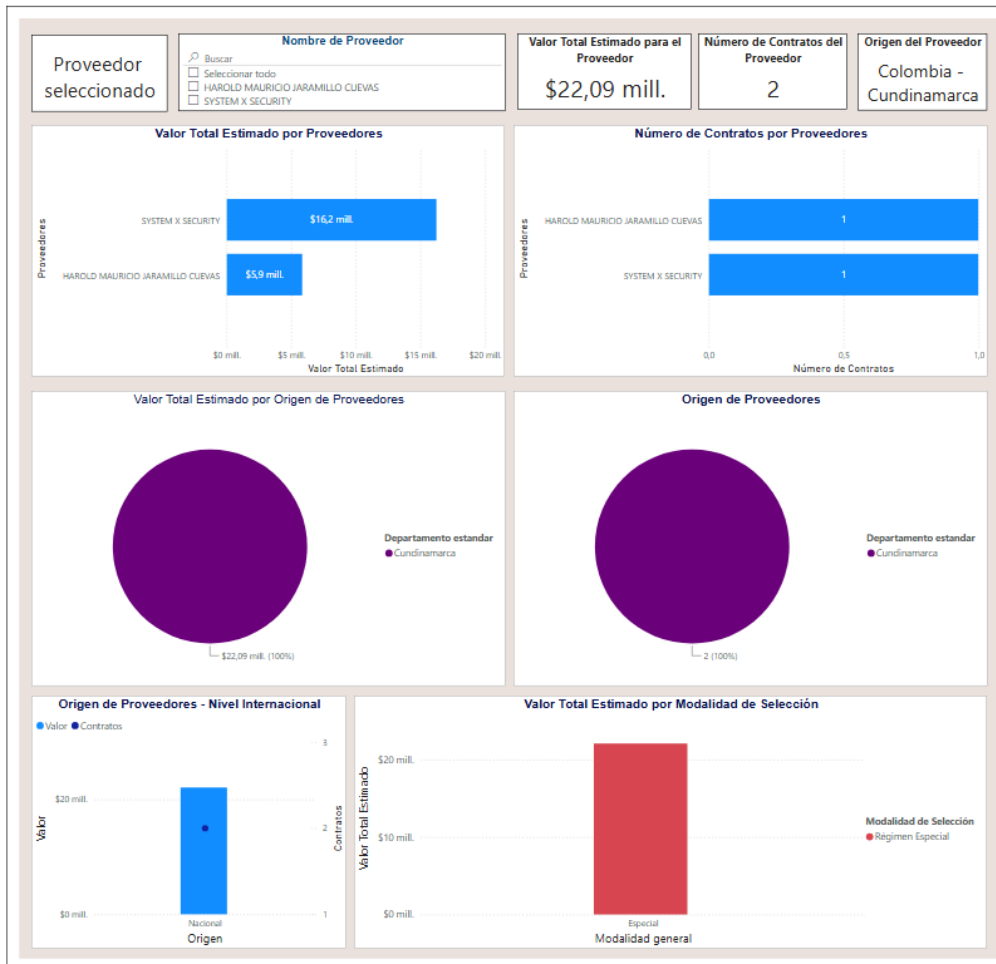 Proveedor
seleccionado
Nombre de Proveedor
Buscar
Seleccionar todo
HAROLD MAURICIO JARAMILLO CUEVAS
SYSTEM X SECURITY
Valor Total Estimado para el
Proveedor
$22,09 mill.
Número de Contratos del
Proveedor
2
Origen del Proveedor
Colombia -
Cundinamarca
Valor Total Estimado por Proveedores
Proveedores
SYSTEM X SECURITY
$16,2 mill.
HAROLD MAURICIO JARAMILLO CUEVAS
$5,9 mill.
$0 mill. $5 mill. $10 mill. $15 mill. $20 mill.
Valor Total Estimado
Número de Contratos por Proveedores
Proveedores
HAROLD MAURICIO JARAMILLO CUEVAS
1
SYSTEM X SECURITY
1
0,0 0,5 1,0
Número de Contratos
Valor Total Estimado por Origen de Proveedores
Departamento estandar
Cundinamarca
$22,09 mill. (100%)
Origen de Proveedores
Departamento estandar
Cundinamarca
2 (100%)
Origen de Proveedores - Nivel Internacional
Valor Contratos
3
$20 mill.
2
$0 mill.
1
Valor
Contratos
Nacional
Origen
Valor Total Estimado por Modalidad de Selección
Valor Total Estimado
$20 mill.
$10 mill.
$0 mill.
Especial
Modalidad general
Modalidad de Selección
Régimen Especial